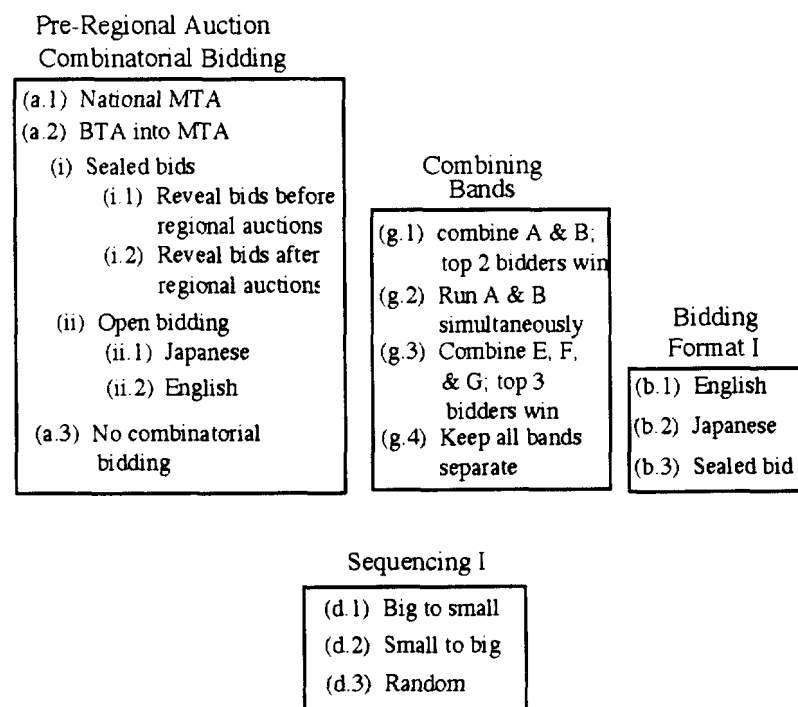 Pre-Regional Auction
Combinatorial Bidding
(a.1) National MTA
(a.2) BTA into MTA
(i) Sealed bids
(i.1) Reveal bids before
regional auctions
(i.2) Reveal bids after
regional auctions
(ii) Open bidding
(ii.1) Japanese
(ii.2) English
(a.3) No combinatorial
bidding
Combining
Bands
(g.1) combine A & B;
top 2 bidders win
(g.2) Run A & B
simultaneously
(g.3) Combine E, F,
& G; top 3
bidders win
(g.4) Keep all bands
separate
Bidding
Format I
(b.1) English
(b.2) Japanese
(b.3) Sealed bid
Sequencing I
(d.1) Big to small
(d.2) Small to big
(d.3) Random